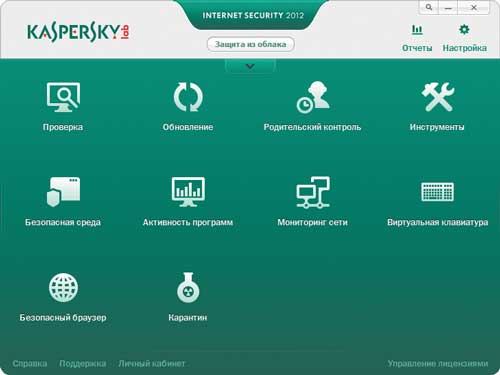 KASPERSKY lab
INTERNET SECURITY 2012
Защита из облака
Отчеты Настройка
Проверка Обновление Родительский контроль Инструменты
Безопасная среда Активность программ Мониторинг сети Виртуальная клавиатура
Безопасный браузер Карантин
Справка Поддержка Личный кабинет Управление лицензиями